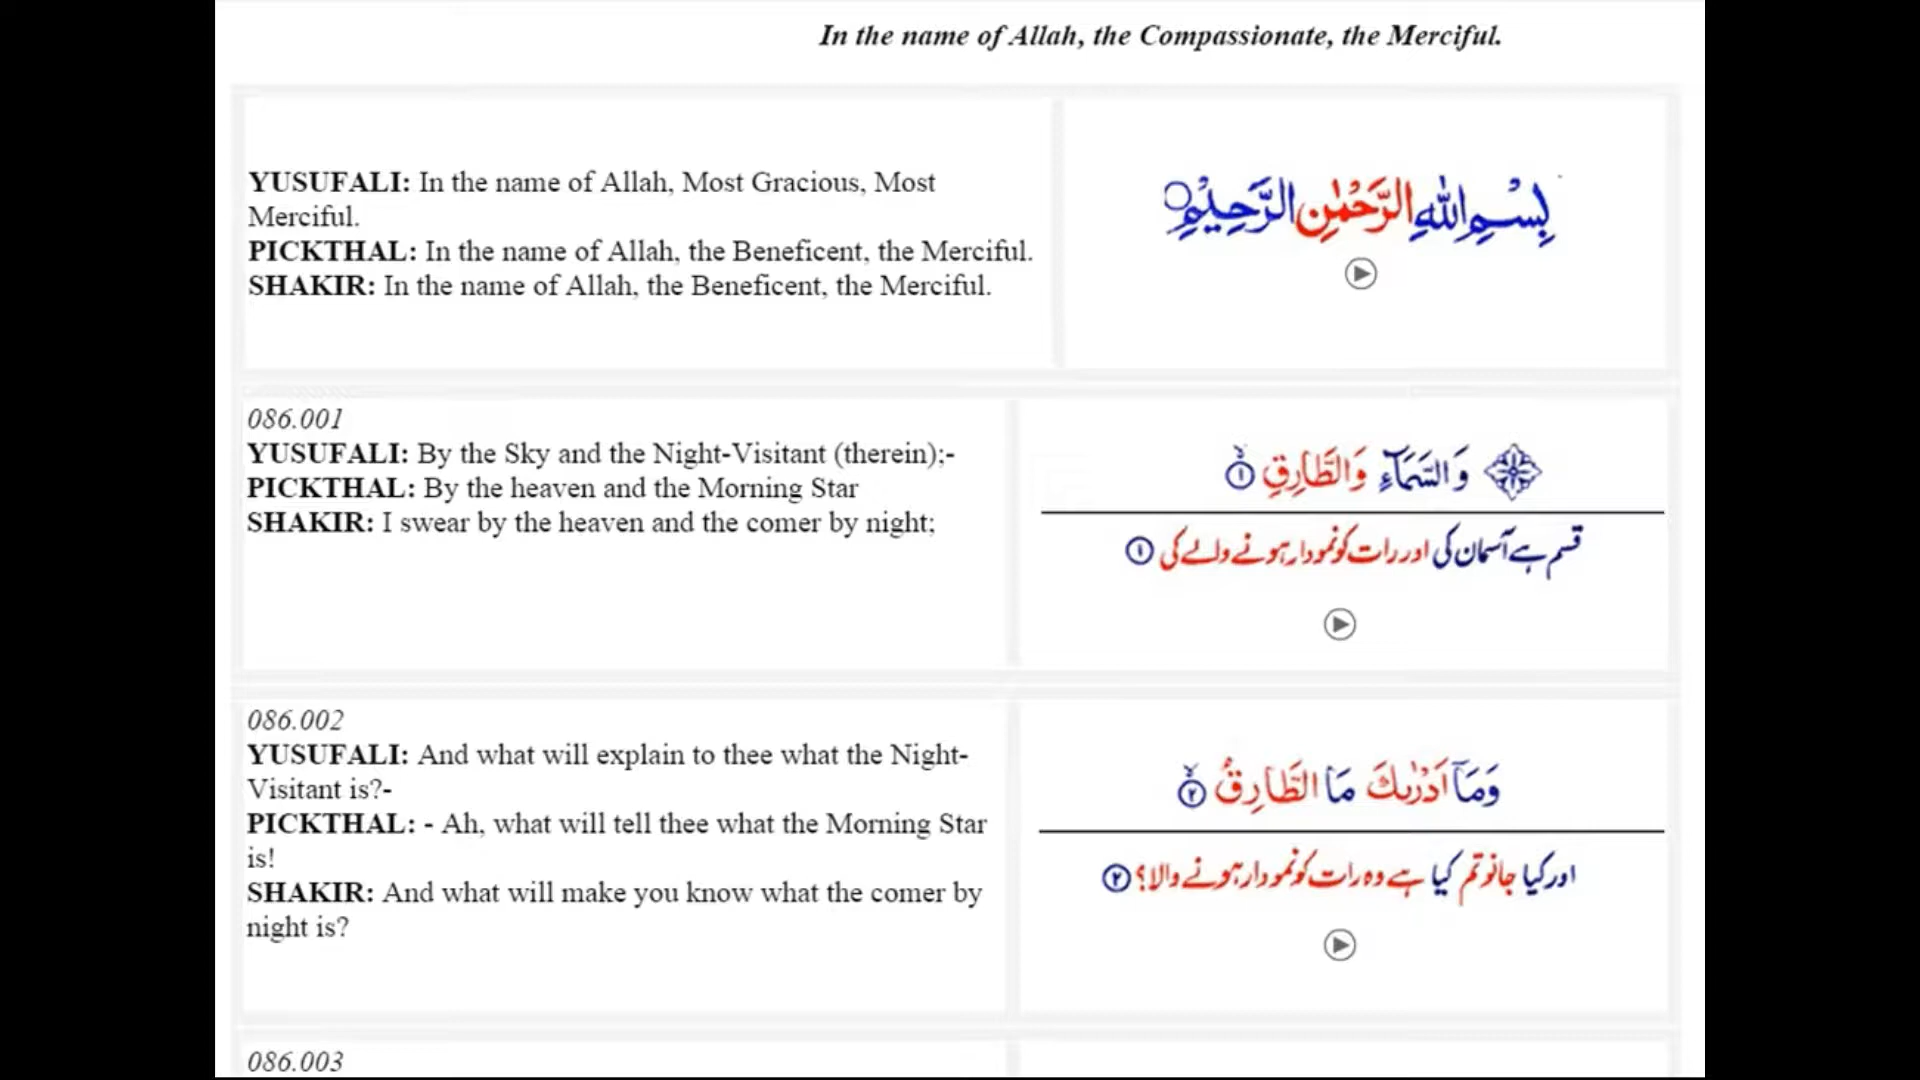 In the name of Allah, the Compassionate, the Merciful.
YUSUFALI: In the name of Allah, Most Gracious, Most
Merciful.
PICKTHAL: In the name of Allah, the Beneficent, the Merciful.
SHAKIR: In the name of Allah, the Beneficent, the Merciful.
بِسْمِ اللّٰهِ الرَّحْمٰنِ الرَّحِيْمِ
086.001
YUSUFALI: By the Sky and the Night-Visitant (therein);-
PICKTHAL: By the heaven and the Morning Star
SHAKIR: I swear by the heaven and the comer by night;
وَالسَّمَآءِ وَالطَّارِقِ ۙ ۱
قسم ہے آسمان کی اور رات کو نمودار ہونے والے کی ۱
086.002
YUSUFALI: And what will explain to thee what the Night-
Visitant is?-
PICKTHAL: - Ah, what will tell thee what the Morning Star
is!
SHAKIR: And what will make you know what the comer by
night is?
وَمَآ اَدْرٰىكَ مَا الطَّارِقُ ۙ ۲
اور کیا جانو تم کیا ہے وہ رات کو نمودار ہونے والا؟ ۲
086.003